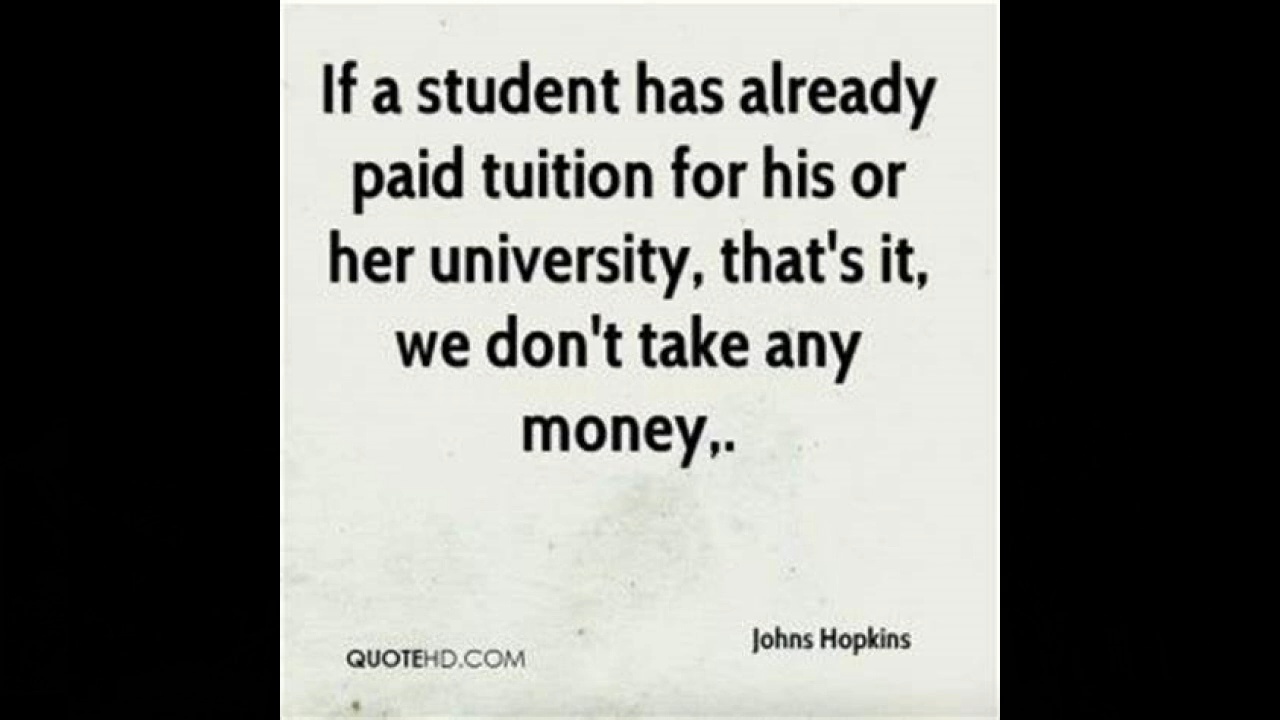 If a student has already
paid tuition for his or
her university, that's it,
we don't take any
money,.
Johns Hopkins
QUOTEHD.COM